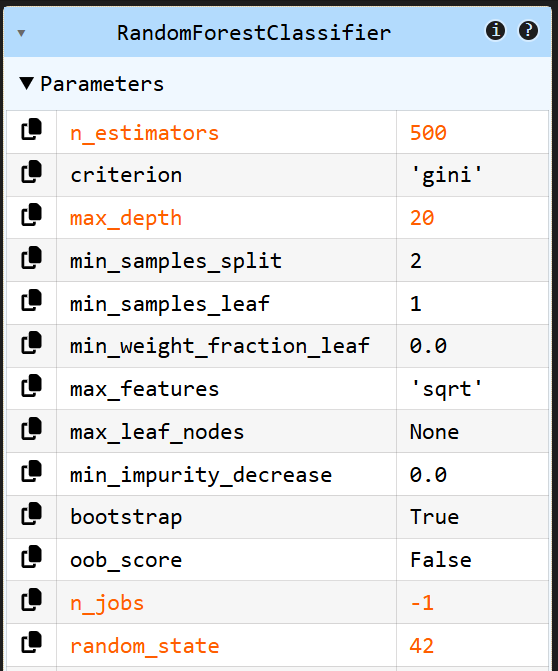 RandomForestClassifier i ?
Parameters
n_estimators 500
criterion 'gini'
max_depth 20
min_samples_split 2
min_samples_leaf 1
min_weight_fraction_leaf 0.0
max_features 'sqrt'
max_leaf_nodes None
min_impurity_decrease 0.0
bootstrap True
oob_score False
n_jobs -1
random_state 42